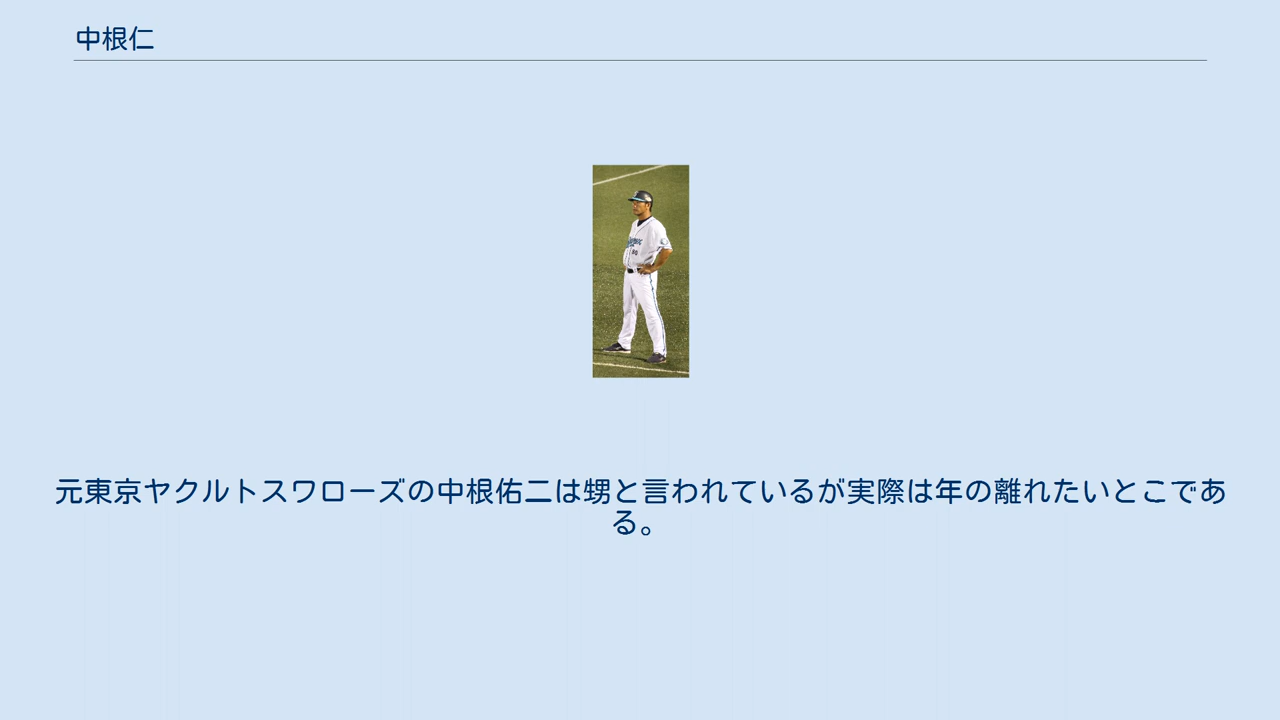 中根仁
元東京ヤクルトスワローズの中根佑二は甥と言われているが実際は年の離れたいとこであ
る。